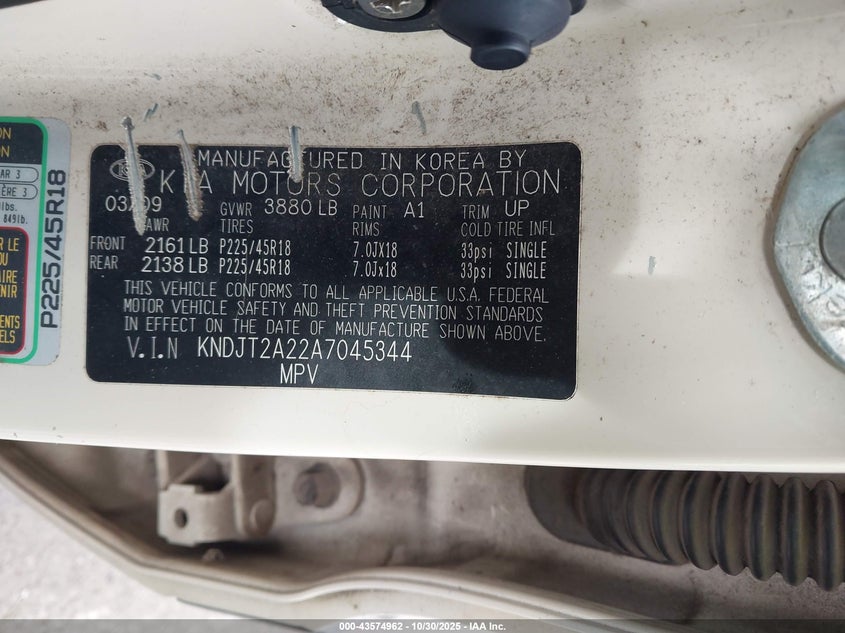 MANUFACTURED IN KOREA BY
KIA MOTORS CORPORATION
03/09 GVWR 3880 LB PAINT A1 TRIM UP
GAWR TIRES RIMS COLD TIRE INFL
FRONT 2161 LB P225/45R18 7.0JX18 33psi SINGLE
REAR 2138 LB P225/45R18 7.0Jx18 33psi SINGLE
THIS VEHICLE CONFORMS TO ALL APPLICABLE U.S.A. FEDERAL
MOTOR VEHICLE SAFETY AND THEFT PREVENTION STANDARDS
IN EFFECT ON THE DATE OF MANUFACTURE SHOWN ABOVE.
V.I.N KNDJT2A22A7045344
MPV
P225/45R18
000-43574962 - 10/30/2025 - IAA Inc.